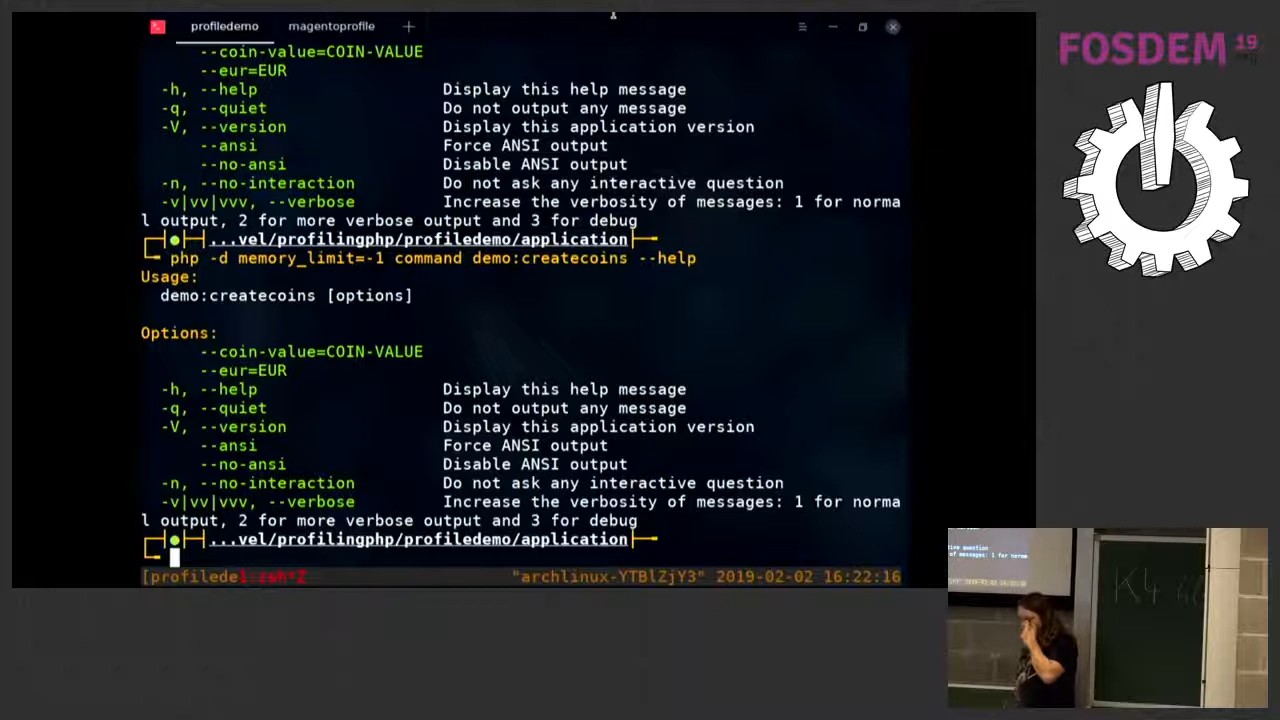 profiledemo magentoprofile
--coin-value=COIN-VALUE
--eur=EUR
-h, --help Display this help message
-q, --quiet Do not output any message
-V, --version Display this application version
--ansi Force ANSI output
--no-ansi Disable ANSI output
-n, --no-interaction Do not ask any interactive question
-v|vv|vvv, --verbose Increase the verbosity of messages: 1 for norma
l output, 2 for more verbose output and 3 for debug
...vel/profilingphp/profiledemo/application
php -d memory_limit=-1 command demo:createcoins --help
Usage:
demo:createcoins [options]
Options:
--coin-value=COIN-VALUE
--eur=EUR
-h, --help Display this help message
-q, --quiet Do not output any message
-V, --version Display this application version
--ansi Force ANSI output
--no-ansi Disable ANSI output
-n, --no-interaction Do not ask any interactive question
-v|vv|vvv, --verbose Increase the verbosity of messages: 1 for norma
l output, 2 for more verbose output and 3 for debug
...vel/profilingphp/profiledemo/application
[profilede1:zsh*Z "archlinux-YTBlZjY3" 2019-02-02 16:22:16
FOSDEM 19
.org
K4